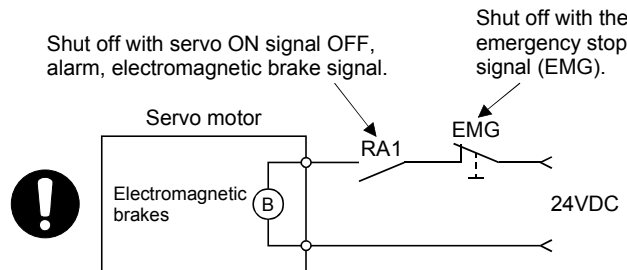 Shut off with servo ON signal OFF,
alarm, electromagnetic brake signal.
Shut off with the
emergency stop
signal (EMG).
Servo motor
RA1
EMG
Electromagnetic
brakes
B
24VDC